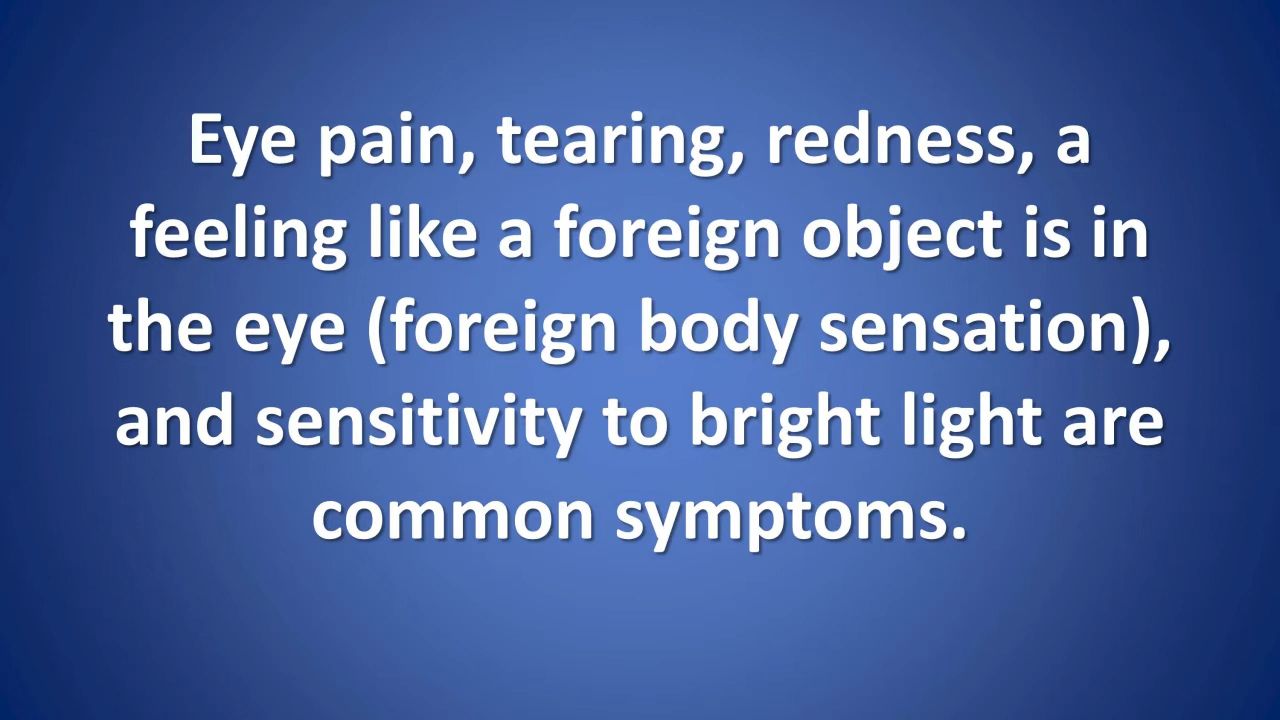 Eye pain, tearing, redness, a
feeling like a foreign object is in
the eye (foreign body sensation),
and sensitivity to bright light are
common symptoms.